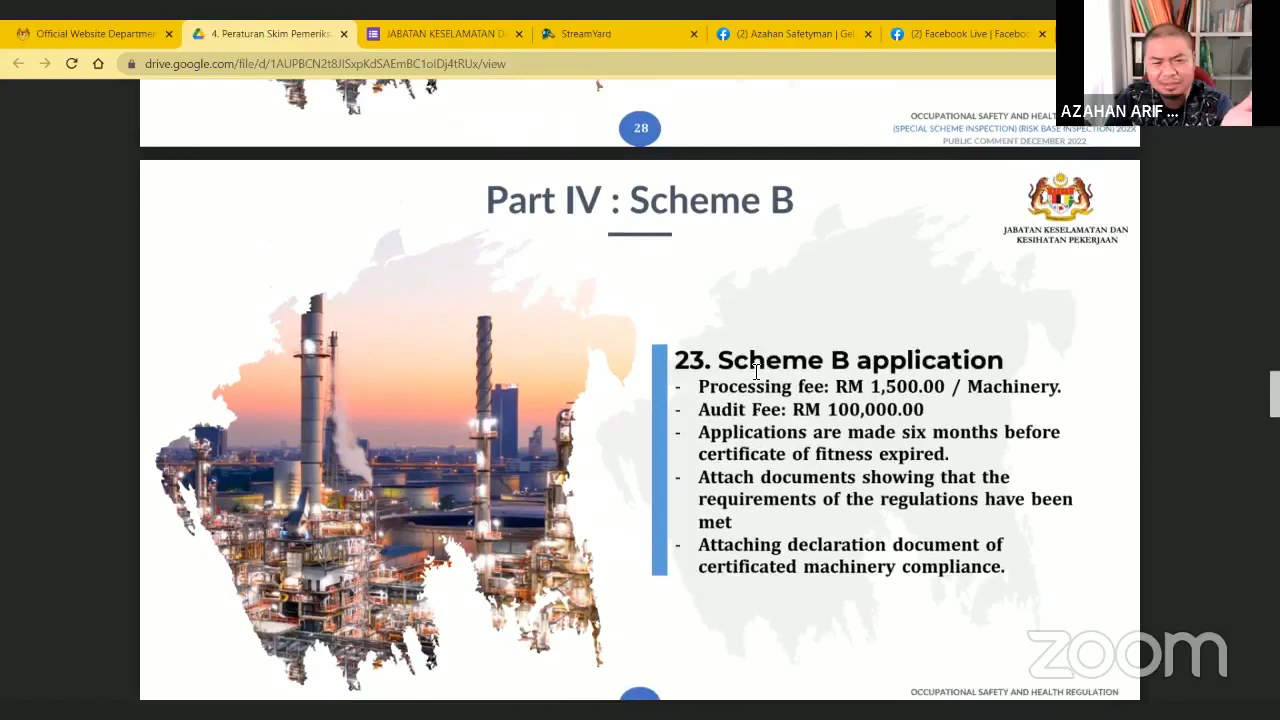 Official Website Departmen
4. Peraturan Skim Pemeriks
JABATAN KESELAMATAN D
StreamYard
(2) Azahan Safetyman | Gel
(2) Facebook Live | Faceboo
drive.google.com/file/d/1AUPBCN2t8JISxpKdSAEmBC1oiDj4tRUx/view
AZAHAN ARIF ...
28
OCCUPATIONAL SAFETY AND HEALT
(SPECIAL SCHEME INSPECTION) (RISK BASE INSPECTION) 202X
PUBLIC COMMENT DECEMBER 2022
Part IV : Scheme B
JABATAN KESELAMATAN DAN
KESIHATAN PEKERJAAN
23. Scheme B application
- Processing fee: RM 1,500.00 / Machinery.
- Audit Fee: RM 100,000.00
- Applications are made six months before
certificate of fitness expired.
- Attach documents showing that the
requirements of the regulations have been
met
- Attaching declaration document of
certificated machinery compliance.
zoom
OCCUPATIONAL SAFETY AND HEALTH REGULATION